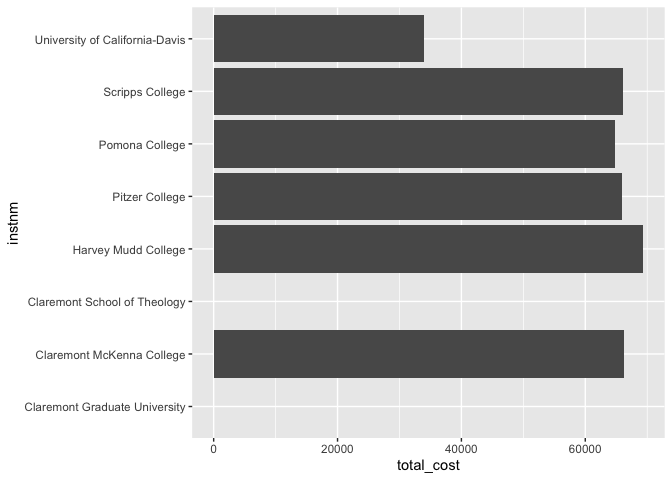 University of California-Davis
Scripps College
Pomona College
Pitzer College
Harvey Mudd College
Claremont School of Theology
Claremont McKenna College
Claremont Graduate University
instnm
0 20000 40000 60000
total_cost